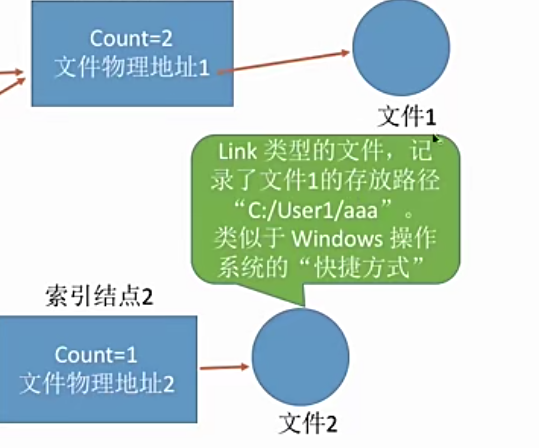 Count=2
文件物理地址1
文件1
Link 类型的文件，记
录了文件1的存放路径
“C:/User1/aaa”。
类似于 Windows 操作
系统的“快捷方式”
索引结点2
Count=1
文件物理地址2
文件2